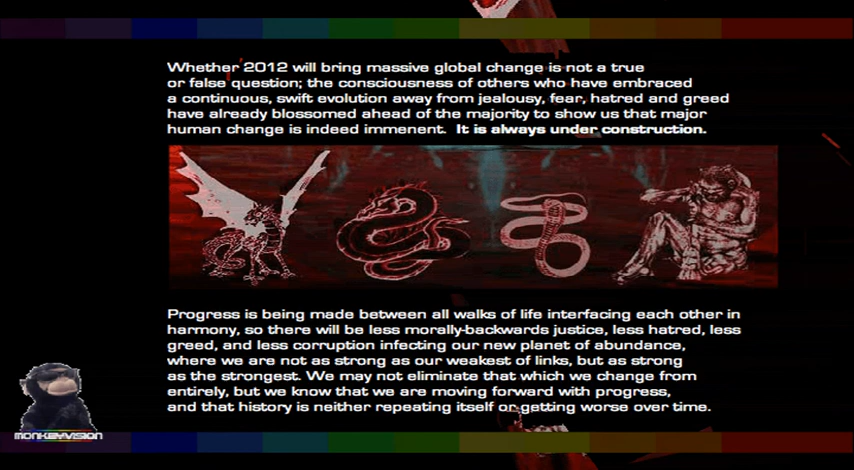 Whether 2012 will bring massive global change is not a true
or false question; the consciousness of others who have embraced
a continuous, swift evolution away from jealousy, fear, hatred and greed
have already blossomed ahead of the majority to show us that major
human change is indeed immenent.  It is always under construction.
Progress is being made between all walks of life interfacing each other in
harmony, so there will be less morally-backwards justice, less hatred, less
greed, and less corruption infecting our new planet of abundance,
where we are not as strong as our weakest of links, but as strong
as the strongest. We may not eliminate that which we change from
entirely, but we know that we are moving forward with progress,
and that history is neither repeating itself or getting worse over time.
MONKEYVISION